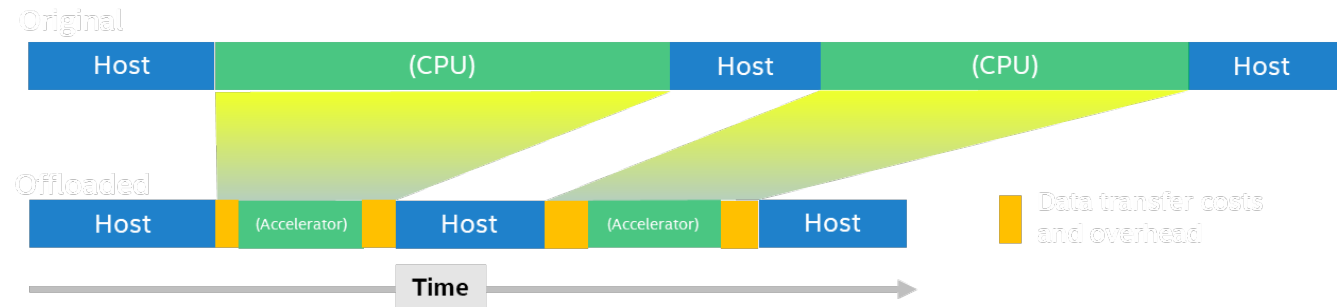 Original
Host
(CPU)
Host
(CPU)
Host
Offloaded
Host
(Accelerator)
Host
(Accelerator)
Host
Data transfer costs
and overhead
Time